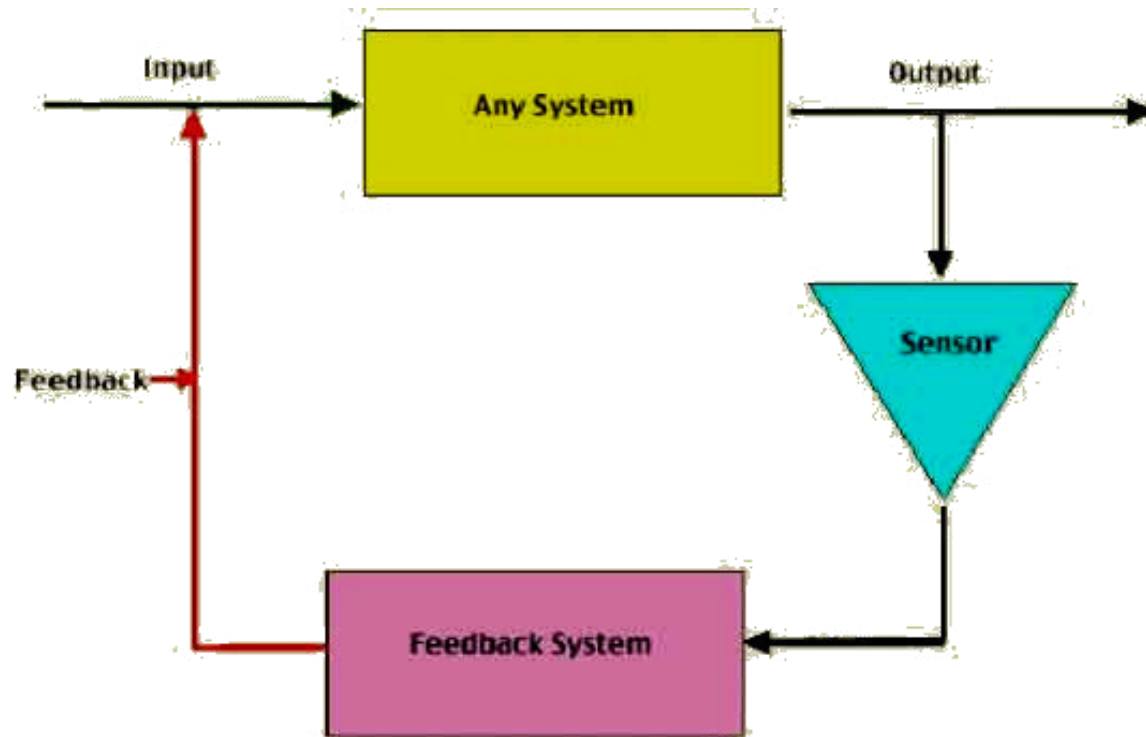 Input
Any System
Output
Sensor
Feedback
Feedback System